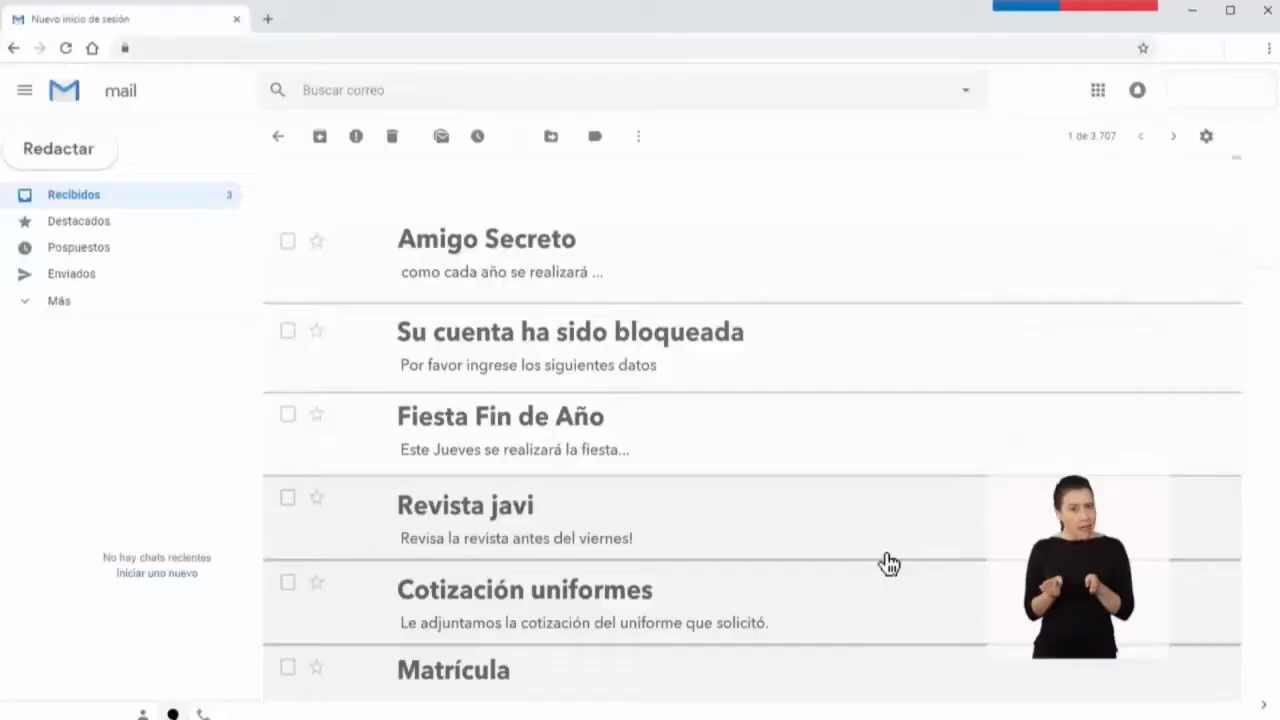 Nuevo inicio de sesión
mail
Buscar correo
Redactar
1 de 3.707
Recibidos 3
Destacados
Pospuestos
Enviados
Más
Amigo Secreto
como cada año se realizará ...
Su cuenta ha sido bloqueada
Por favor ingrese los siguientes datos
Fiesta Fin de Año
Este Jueves se realizará la fiesta...
Revista javi
Revisa la revista antes del viernes!
Cotización uniformes
Le adjuntamos la cotización del uniforme que solicitó.
Matrícula
No hay chats recientes
Iniciar uno nuevo